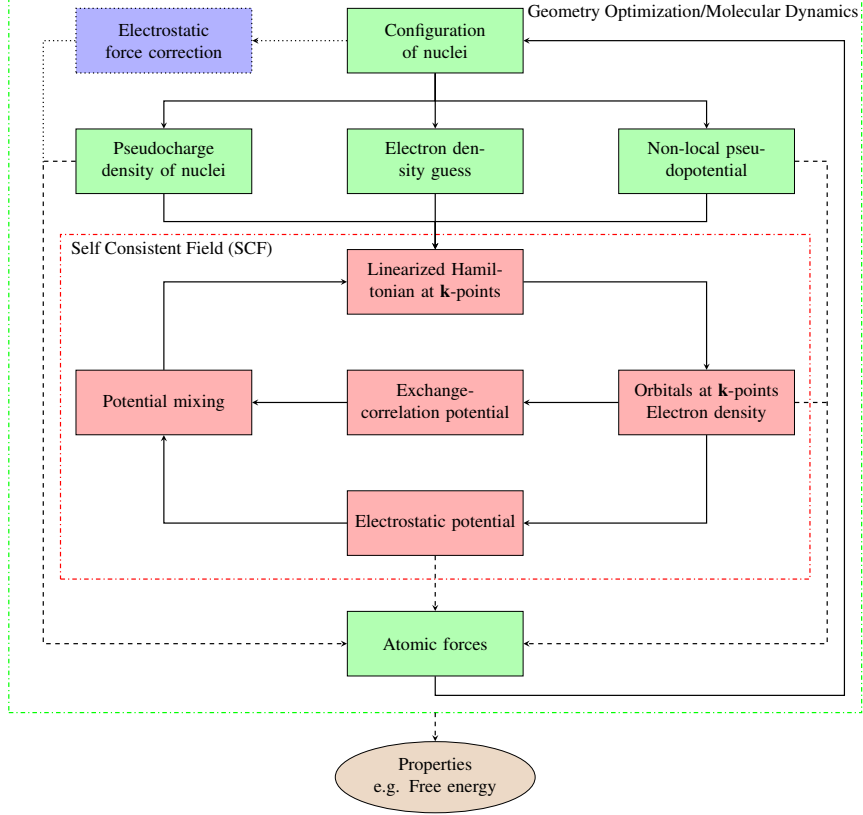 Geometry Optimization/Molecular Dynamics
Electrostatic
force correction
Configuration
of nuclei
Pseudocharge
density of nuclei
Electron den-
sity guess
Non-local pseu-
dopotential
Self Consistent Field (SCF)
Linearized Hamil-
tonian at k-points
Potential mixing
Exchange-
correlation potential
Orbitals at k-points
Electron density
Electrostatic potential
Atomic forces
Properties
e.g. Free energy